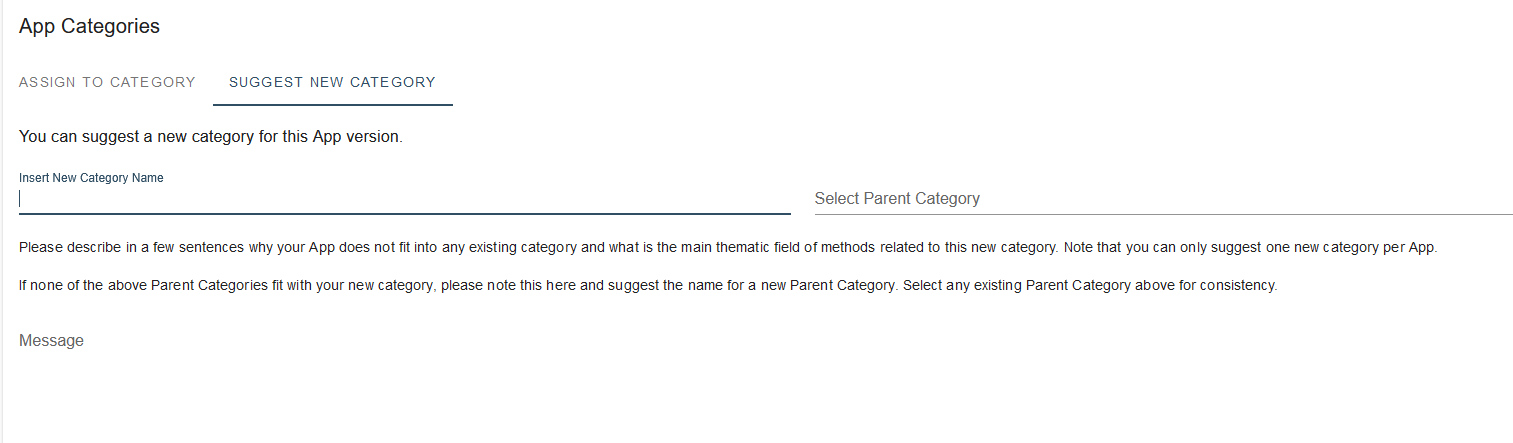 App Categories
ASSIGN TO CATEGORY SUGGEST NEW CATEGORY
You can suggest a new category for this App version.
Insert New Category Name
Select Parent Category
Please describe in a few sentences why your App does not fit into any existing category and what is the main thematic field of methods related to this new category. Note that you can only suggest one new category per App.
If none of the above Parent Categories fit with your new category, please note this here and suggest the name for a new Parent Category. Select any existing Parent Category above for consistency.
Message